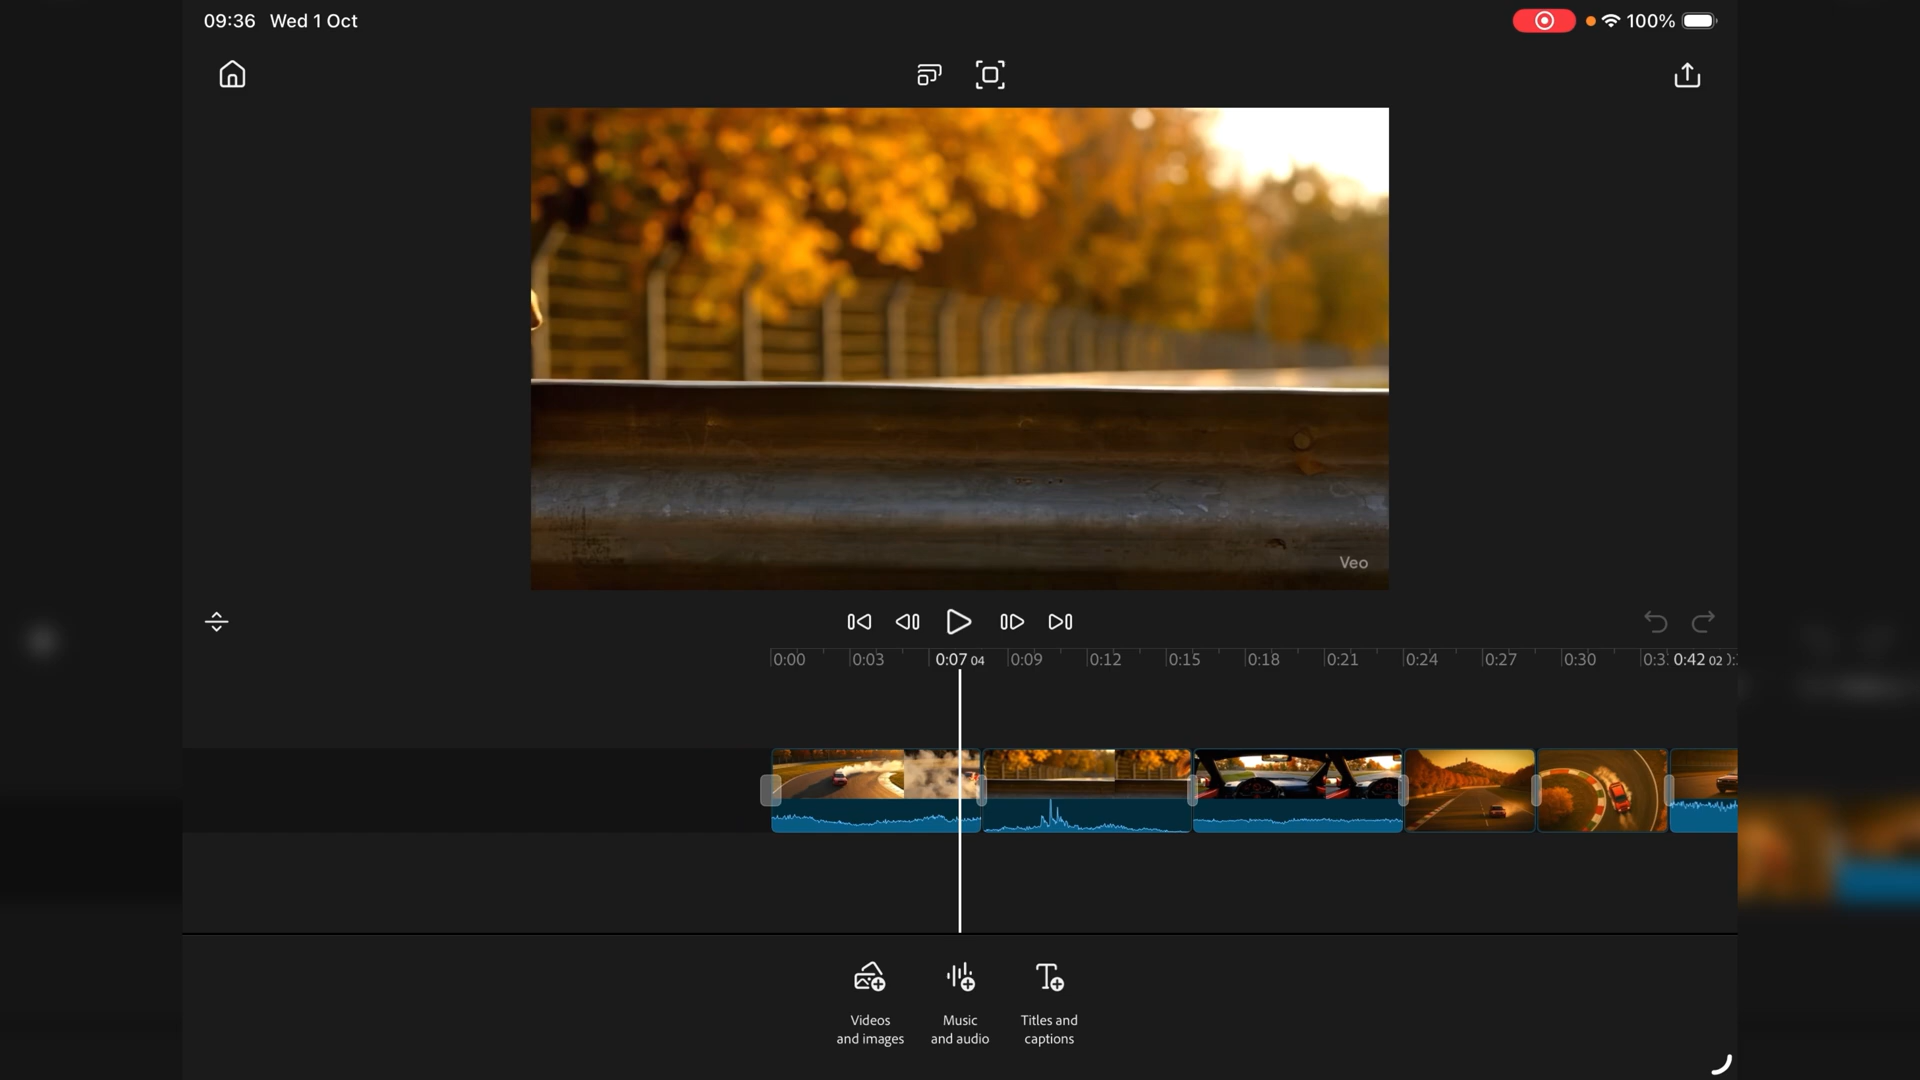 09:36 Wed 1 Oct
100%
Veo
0:00 0:03 0:07 04 0:09 0:12 0:15 0:18 0:21 0:24 0:27 0:30 0:3 0:42 02
Videos and images
Music and audio
Titles and captions